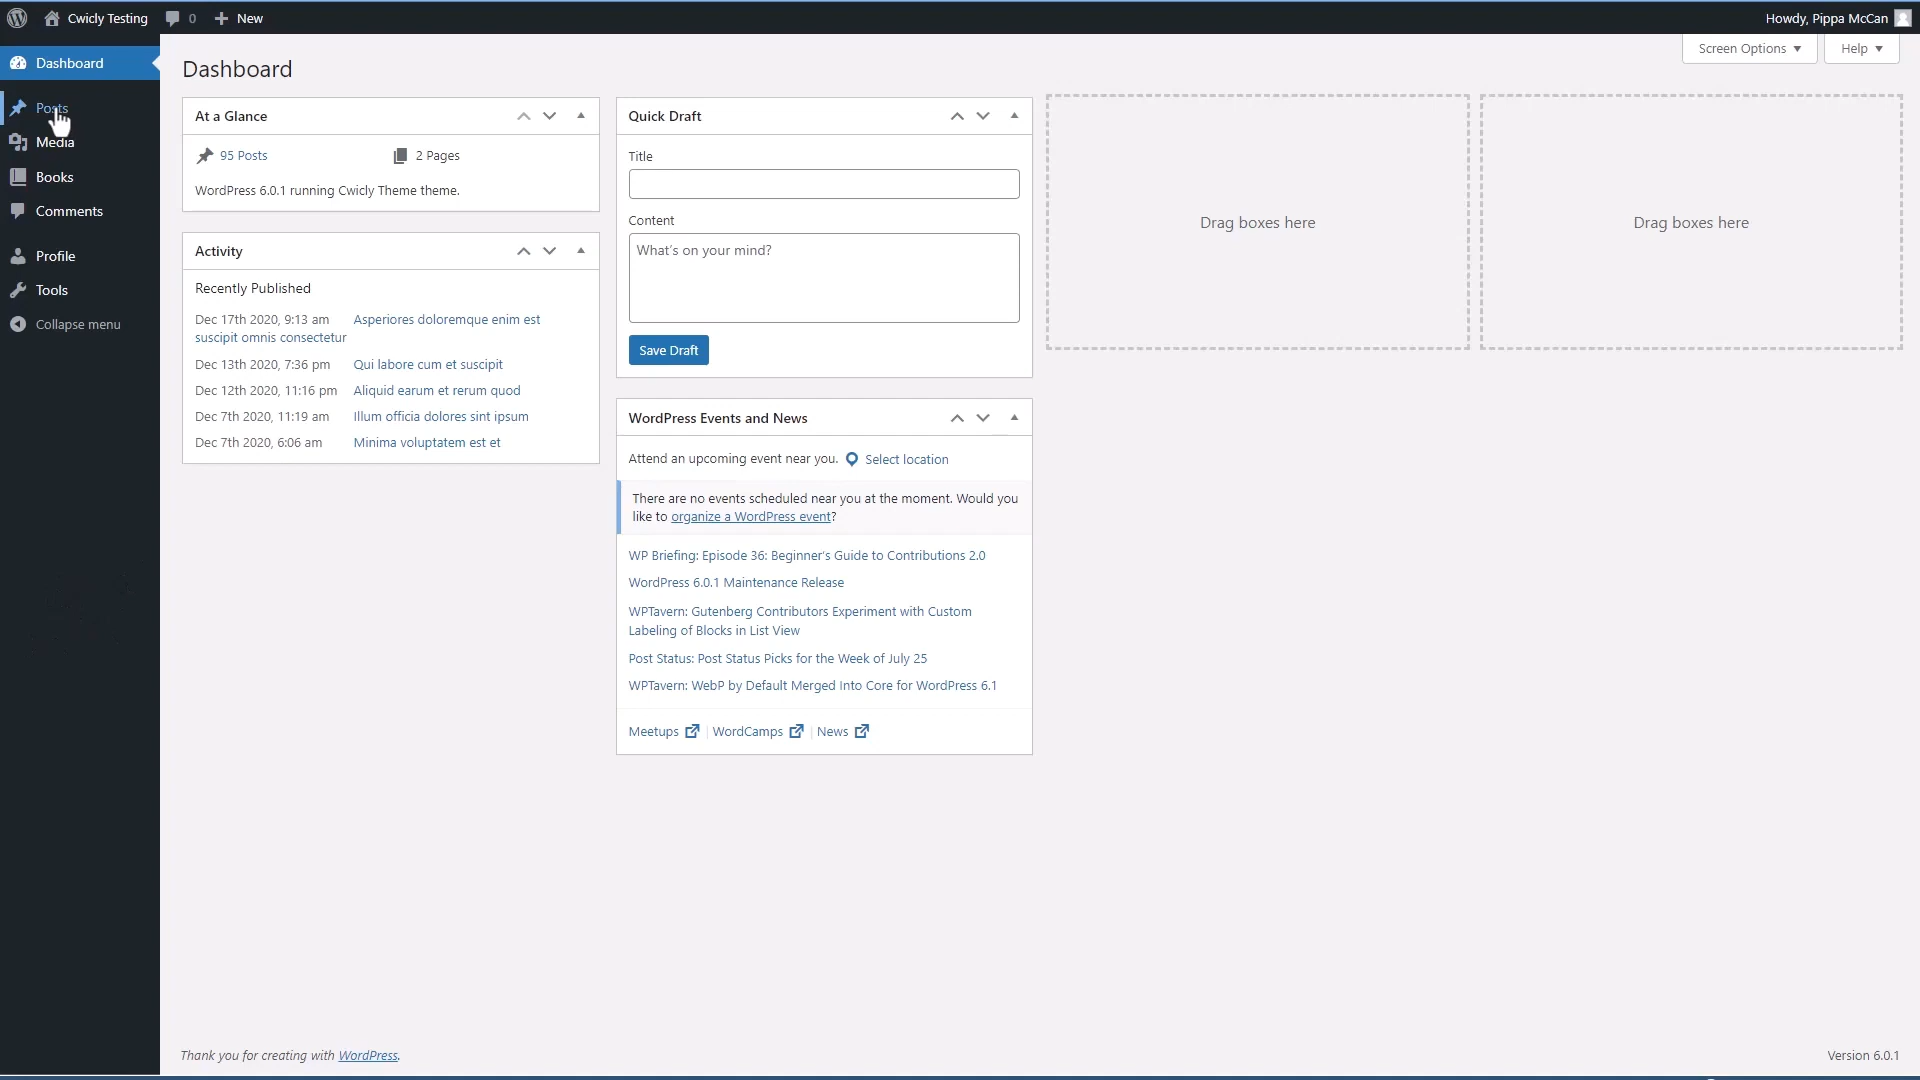 Cwicly Testing
0
New
Howdy, Pippa McCan
Dashboard
Posts
Media
Books
Comments
Profile
Tools
Collapse menu
Screen Options
Help
Dashboard
At a Glance
95 Posts
2 Pages
WordPress 6.0.1 running Cwicly Theme theme.
Activity
Recently Published
Dec 17th 2020, 9:13 am Asperiores doloremque enim est
suscipit omnis consectetur
Dec 13th 2020, 7:36 pm Qui labore cum et suscipit
Dec 12th 2020, 11:16 pm Aliquid earum et rerum quod
Dec 7th 2020, 11:19 am Illum officia dolores sint ipsum
Dec 7th 2020, 6:06 am Minima voluptatem est et
Quick Draft
Title
Content
What's on your mind?
Save Draft
WordPress Events and News
Attend an upcoming event near you. Select location
There are no events scheduled near you at the moment. Would you
like to organize a WordPress event?
WP Briefing: Episode 36: Beginner's Guide to Contributions 2.0
WordPress 6.0.1 Maintenance Release
WPTavern: Gutenberg Contributors Experiment with Custom
Labeling of Blocks in List View
Post Status: Post Status Picks for the Week of July 25
WPTavern: WebP by Default Merged Into Core for WordPress 6.1
Meetups | WordCamps | News
Drag boxes here
Drag boxes here
Thank you for creating with WordPress.
Version 6.0.1